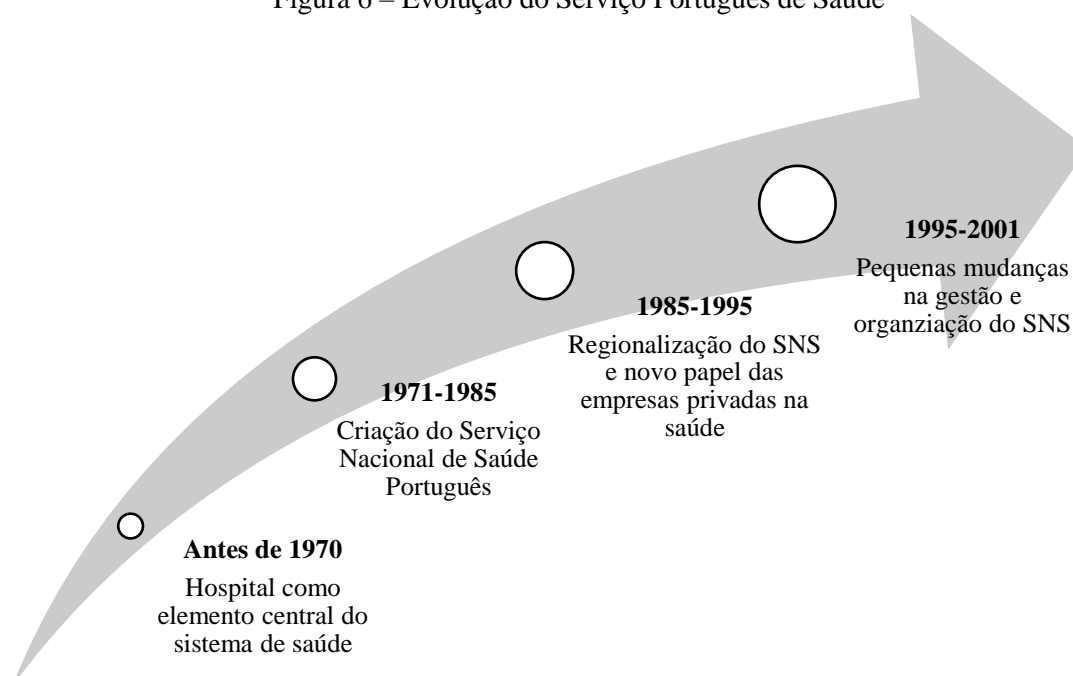 Figura 6 – Evolução do Serviço Português de Saúde
Antes de 1970
Hospital como
elemento central do
sistema de saúde
1971-1985
Criação do Serviço
Nacional de Saúde
Português
1985-1995
Regionalização do SNS
e novo papel das
empresas privadas na
saúde
1995-2001
Pequenas mudanças
na gestão e
organziação do SNS